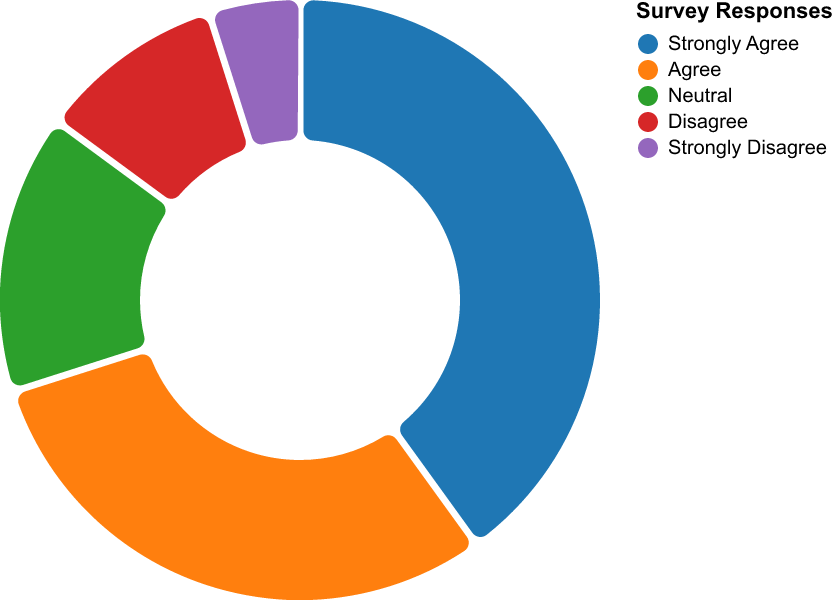 Survey Responses
Strongly Agree
Agree
Neutral
Disagree
Strongly Disagree